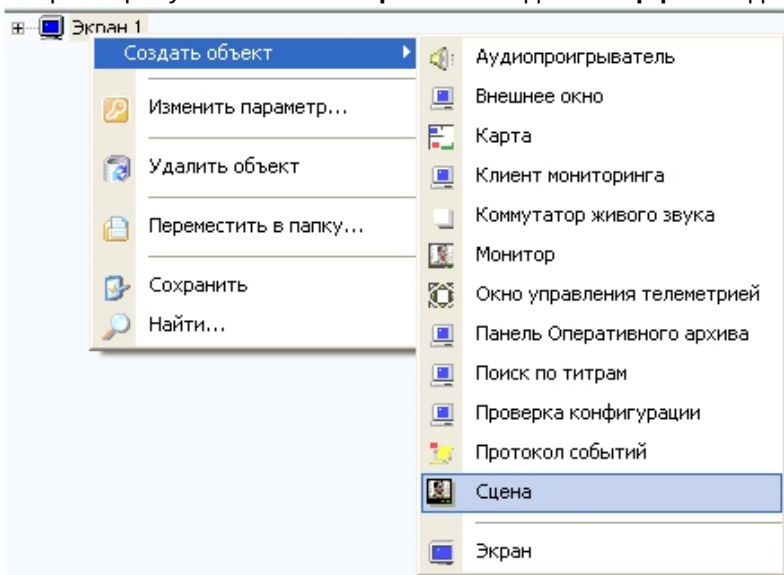 Экран 1
Создать объект
Изменить параметр...
Удалить объект
Переместить в папку...
Сохранить
Найти...
Аудиопроигрыватель
Внешнее окно
Карта
Клиент мониторинга
Коммутатор живого звука
Монитор
Окно управления телеметрией
Панель Оперативного архива
Поиск по титрам
Проверка конфигурации
Протокол событий
Сцена
Экран